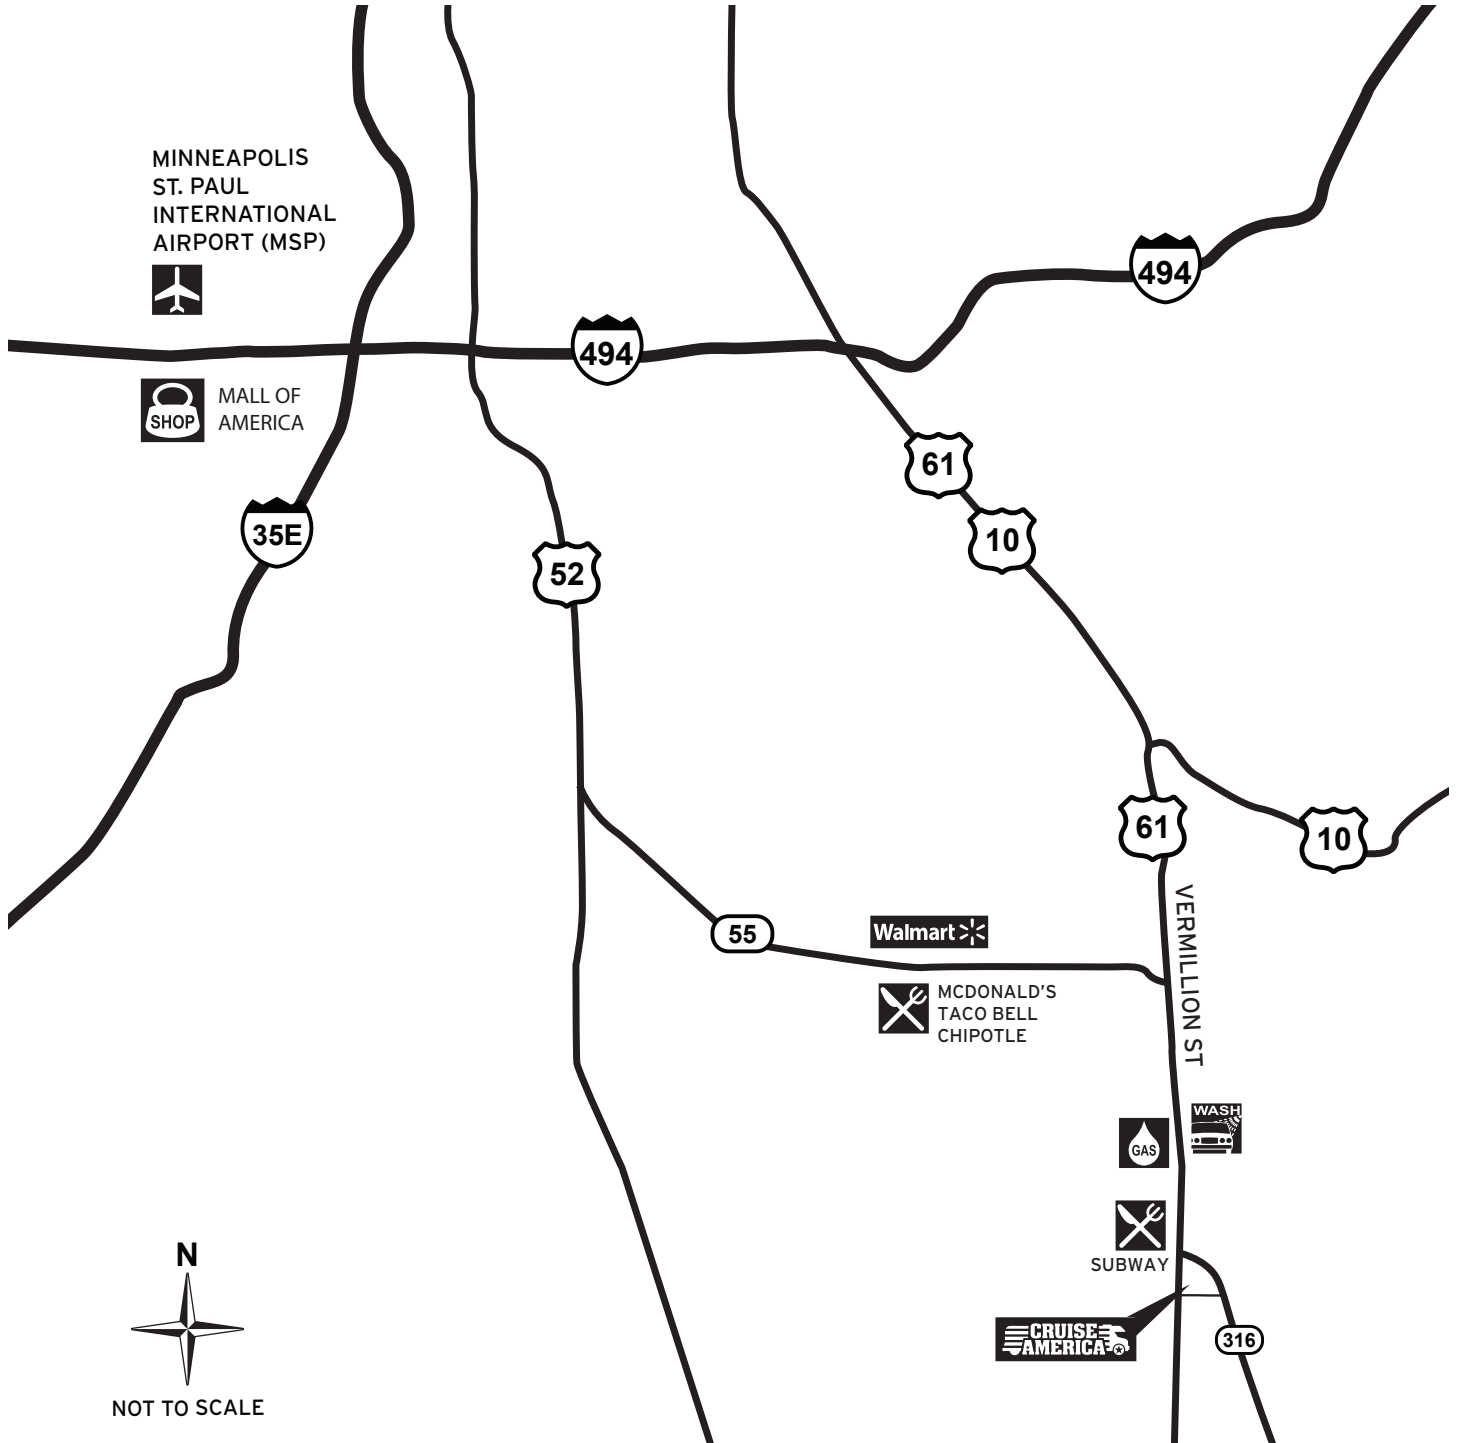 MINNEAPOLIS
ST. PAUL
INTERNATIONAL
AIRPORT (MSP)
494
494
SHOP
MALL OF
AMERICA
61
35E
10
52
61
10
VERMILLION ST
55
Walmart
MCDONALD'S
TACO BELL
CHIPOTLE
WASH
GAS
SUBWAY
N
CRUISE
AMERICA
316
NOT TO SCALE